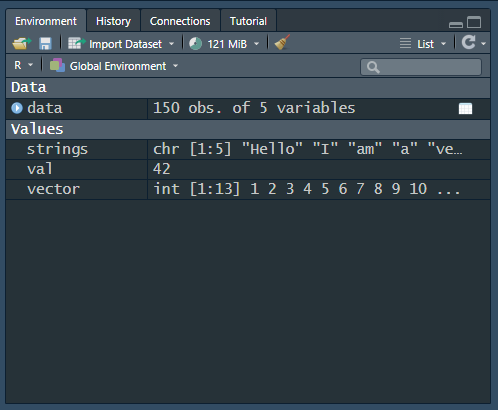 Environment History Connections Tutorial
Import Dataset 121 MiB List
R Global Environment
Data
data 150 obs. of 5 variables
Values
strings chr [1:5] "Hello" "I" "am" "a" "ve…
val 42
vector int [1:13] 1 2 3 4 5 6 7 8 9 10 ...